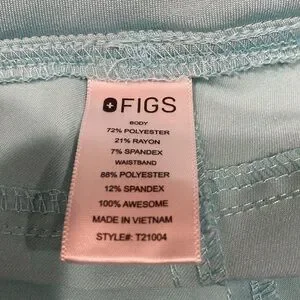 FIGS
BODY
72% POLYESTER
21% RAYON
7% SPANDEX
WAISTBAND
88% POLYESTER
12% SPANDEX
100% AWESOME
MADE IN VIETNAM
STYLE#: T21004